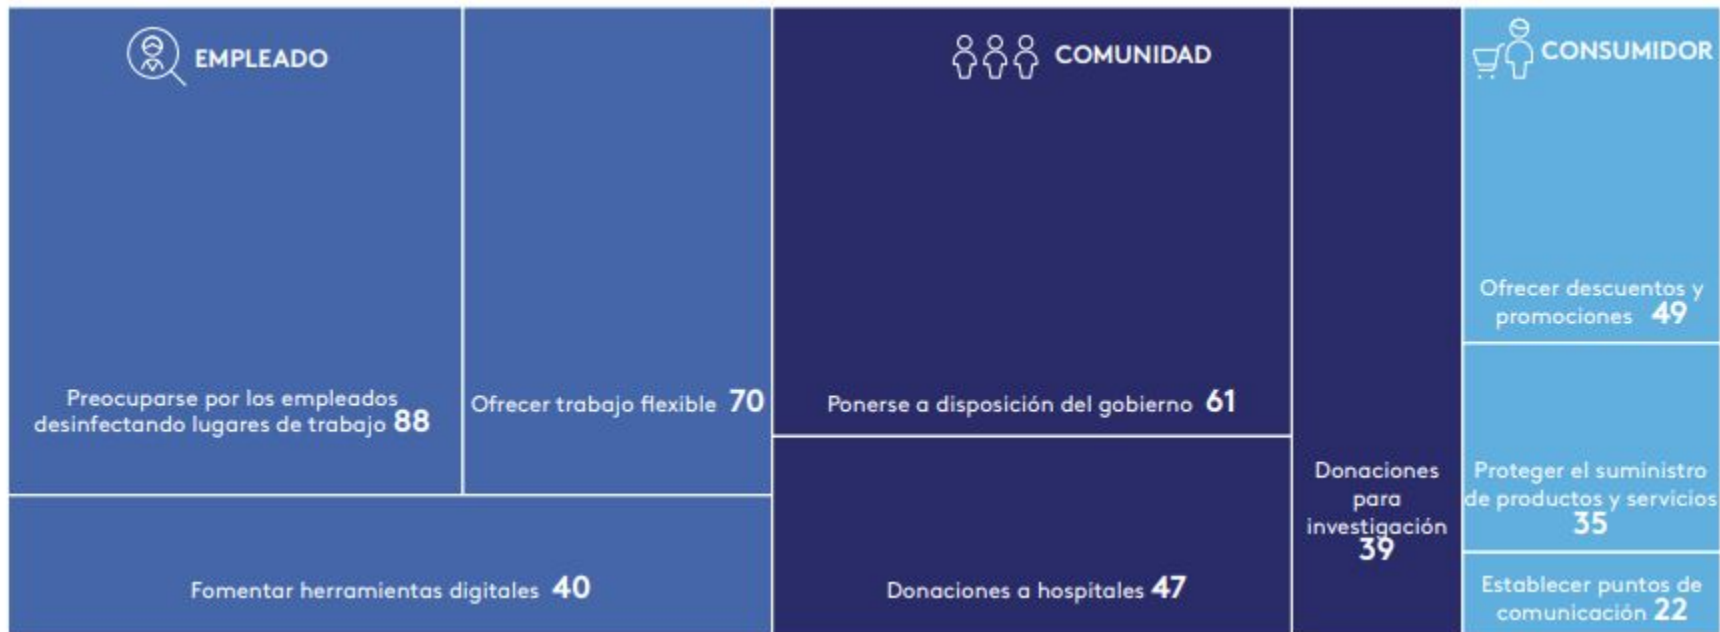 EMPLEADO
Preocuparse por los empleados
desinfectando lugares de trabajo 88
Ofrecer trabajo flexible 70
Fomentar herramientas digitales 40
COMUNIDAD
Ponerse a disposición del gobierno 61
Donaciones a hospitales 47
Donaciones
para
investigación
39
CONSUMIDOR
Ofrecer descuentos y
promociones 49
Proteger el suministro
de productos y servicios
35
Establecer puntos de
comunicación 22